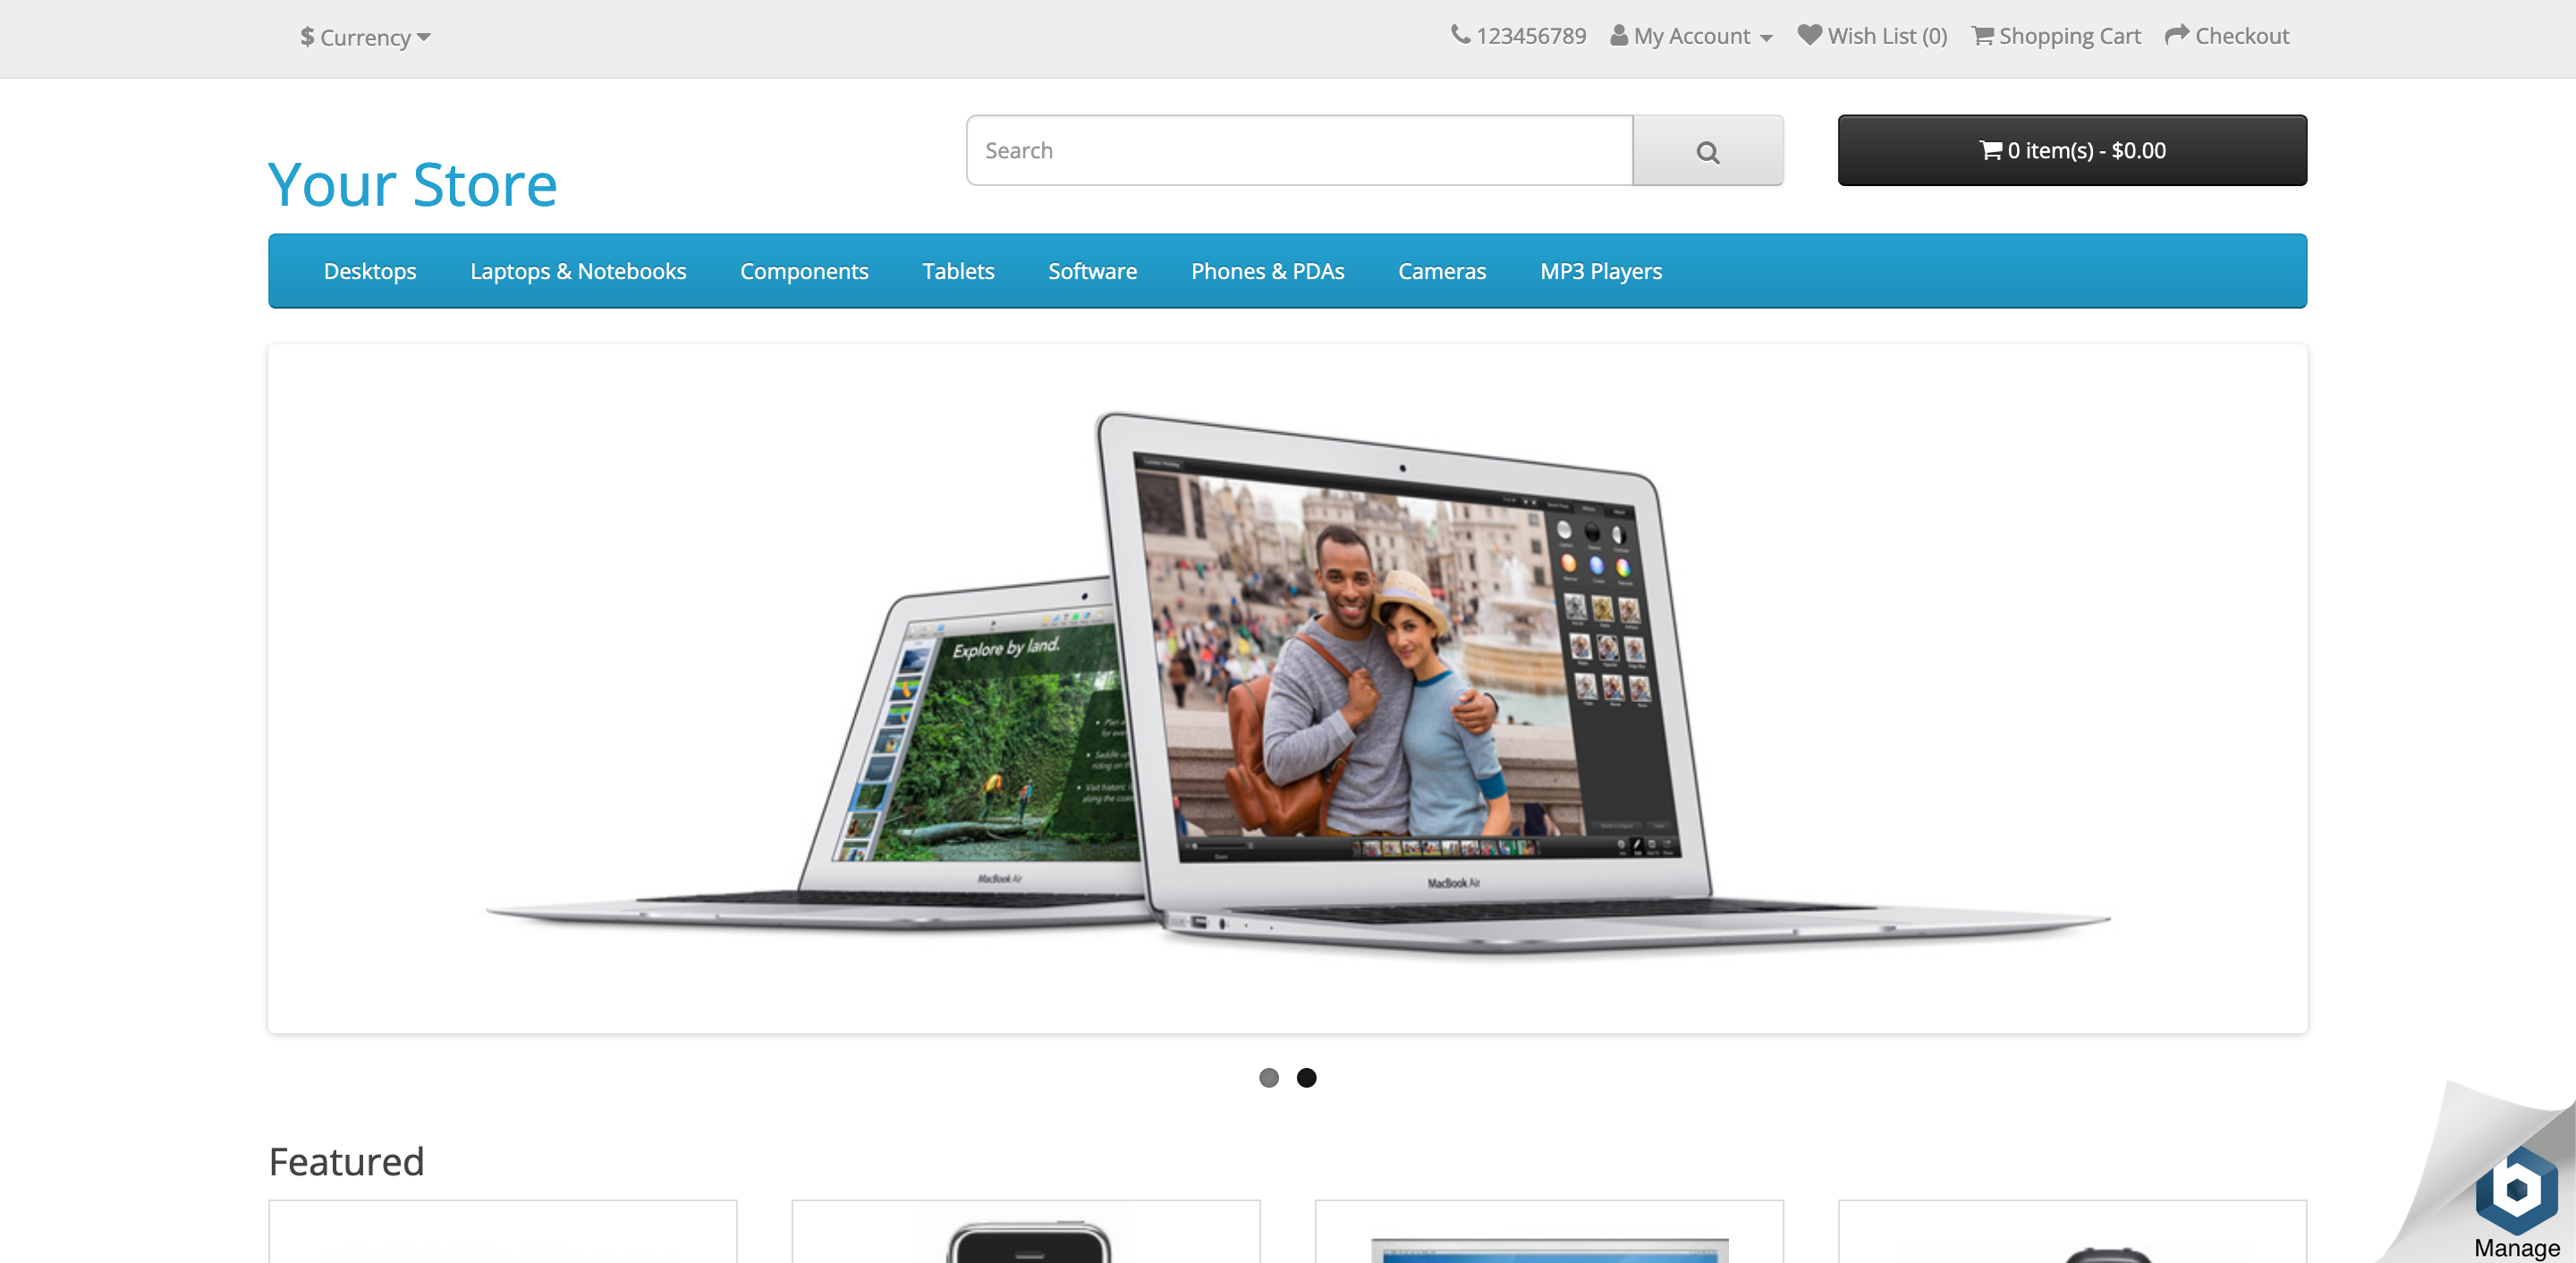 $ Currency
123456789 My Account Wish List (0) Shopping Cart Checkout
Search
0 item(s) - $0.00
Your Store
Desktops Laptops & Notebooks Components Tablets Software Phones & PDAs Cameras MP3 Players
Explore by land.
MacBook Air
MacBook Air
Featured
Manage